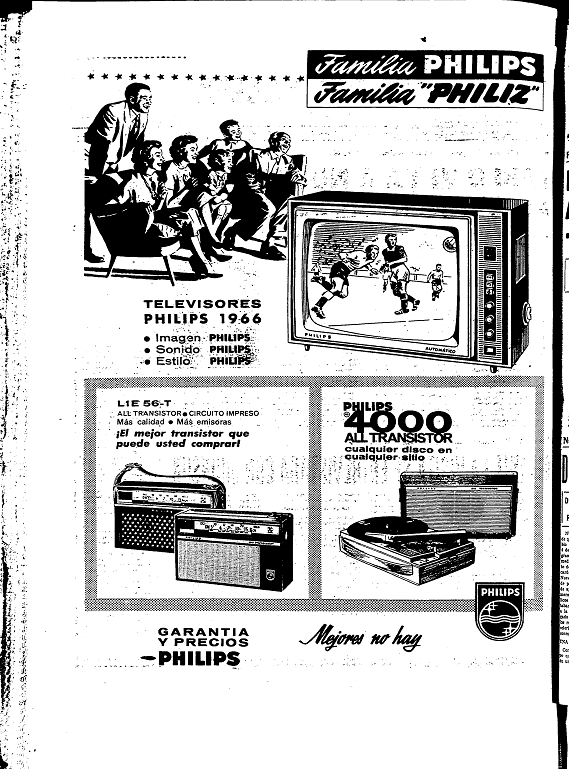 Familia PHILIPS
Familia "PHILIZ"
PHILIPS
AUTOMÁTICO
TELEVISORES
PHILIPS 1966
• Imagen PHILIPS
• Sonido PHILIPS
• Estilo PHILIPS
L1E 56-T
ALL TRANSISTOR • CIRCUITO IMPRESO
Más calidad • Más emisoras
¡El mejor transistor que
puede usted comprar!
PHILIPS
4000
ALL TRANSISTOR
cualquier disco en
cualquier sitio
GARANTIA
Y PRECIOS
—PHILIPS
Mejores no hay
PHILIPS